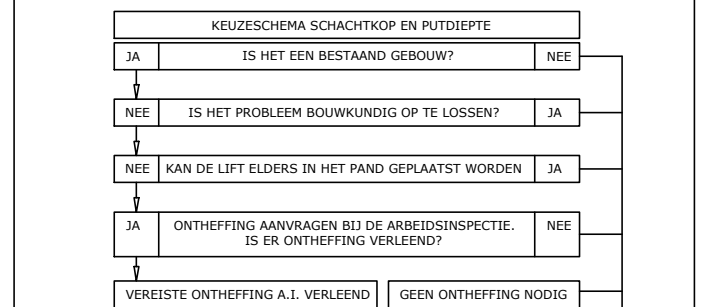 KEUZESCHEMA SCHACHTKOP EN PUTDIEPTE
JA IS HET EEN BESTAAND GEBOUW? NEE
NEE IS HET PROBLEEM BOUWKUNDIG OP TE LOSSEN? JA
NEE KAN DE LIFT ELDERS IN HET PAND GEPLAATST WORDEN JA
JA ONTHEFFING AANVRAGEN BIJ DE ARBEIDSINSPECTIE. NEE
IS ER ONTHEFFING VERLEEND?
VEREISTE ONTHEFFING A.I. VERLEEND GEEN ONTHEFFING NODIG